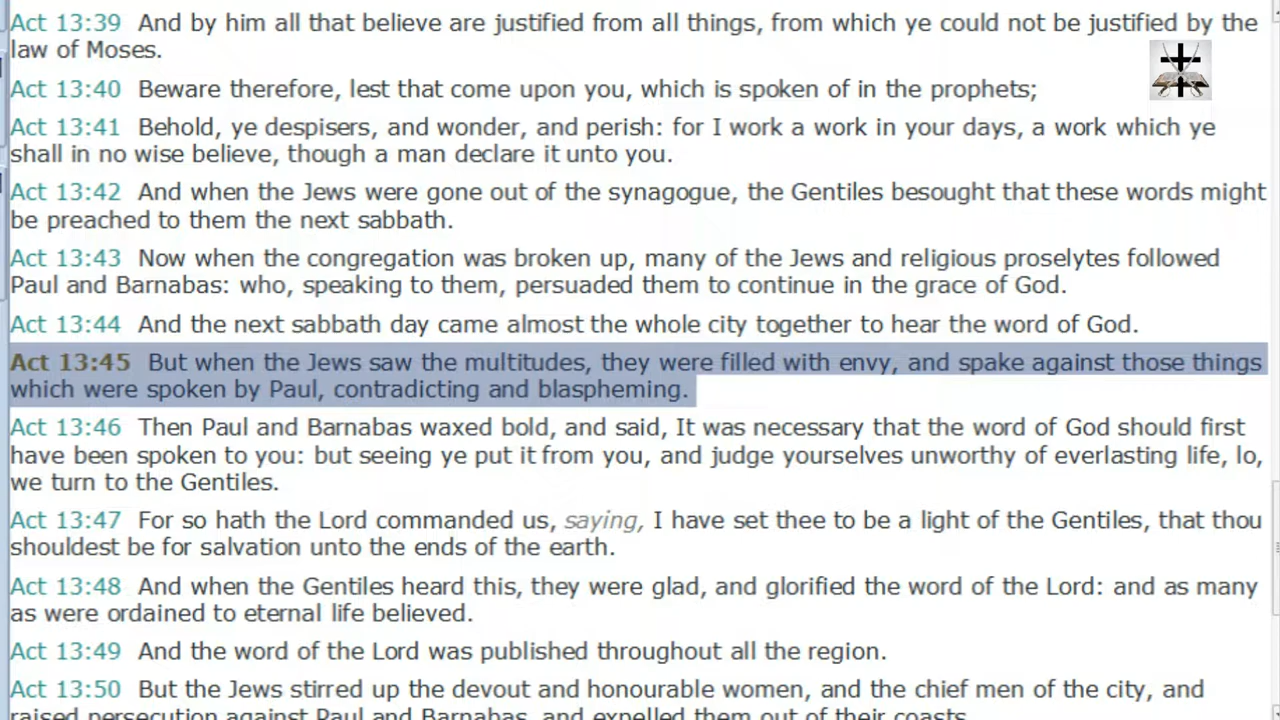 Act 13:39 And by him all that believe are justified from all things, from which ye could not be justified by the
law of Moses.
Act 13:40 Beware therefore, lest that come upon you, which is spoken of in the prophets;
Act 13:41 Behold, ye despisers, and wonder, and perish: for I work a work in your days, a work which ye
shall in no wise believe, though a man declare it unto you.
Act 13:42 And when the Jews were gone out of the synagogue, the Gentiles besought that these words might
be preached to them the next sabbath.
Act 13:43 Now when the congregation was broken up, many of the Jews and religious proselytes followed
Paul and Barnabas: who, speaking to them, persuaded them to continue in the grace of God.
Act 13:44 And the next sabbath day came almost the whole city together to hear the word of God.
Act 13:45 But when the Jews saw the multitudes, they were filled with envy, and spake against those things
which were spoken by Paul, contradicting and blaspheming.
Act 13:46 Then Paul and Barnabas waxed bold, and said, It was necessary that the word of God should first
have been spoken to you: but seeing ye put it from you, and judge yourselves unworthy of everlasting life, lo,
we turn to the Gentiles.
Act 13:47 For so hath the Lord commanded us, saying, I have set thee to be a light of the Gentiles, that thou
shouldest be for salvation unto the ends of the earth.
Act 13:48 And when the Gentiles heard this, they were glad, and glorified the word of the Lord: and as many
as were ordained to eternal life believed.
Act 13:49 And the word of the Lord was published throughout all the region.
Act 13:50 But the Jews stirred up the devout and honourable women, and the chief men of the city, and
raised persecution against Paul and Barnabas, and expelled them out of their coasts.